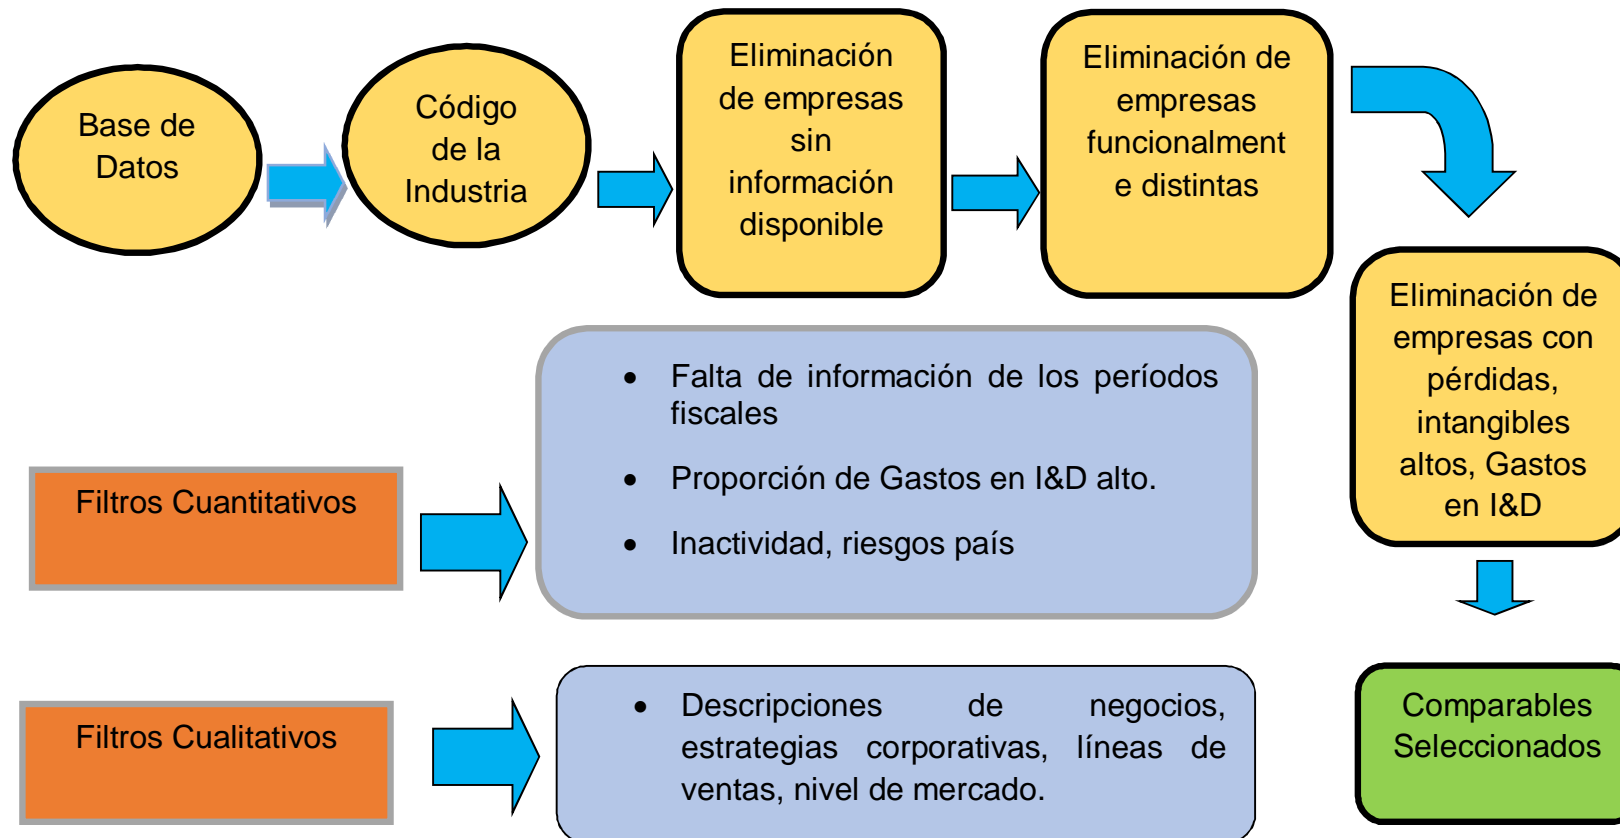 Base de
Datos
Código
de la
Industria
Eliminación
de empresas
sin
información
disponible
Eliminación de
empresas
funcionalment
e distintas
Eliminación de
empresas con
pérdidas,
intangibles
altos, Gastos
en I&D
Filtros Cuantitativos
• Falta de información de los períodos
fiscales
• Proporción de Gastos en I&D alto.
• Inactividad, riesgos país
Filtros Cualitativos
• Descripciones de negocios,
estrategias corporativas, líneas de
ventas, nivel de mercado.
Comparables
Seleccionados